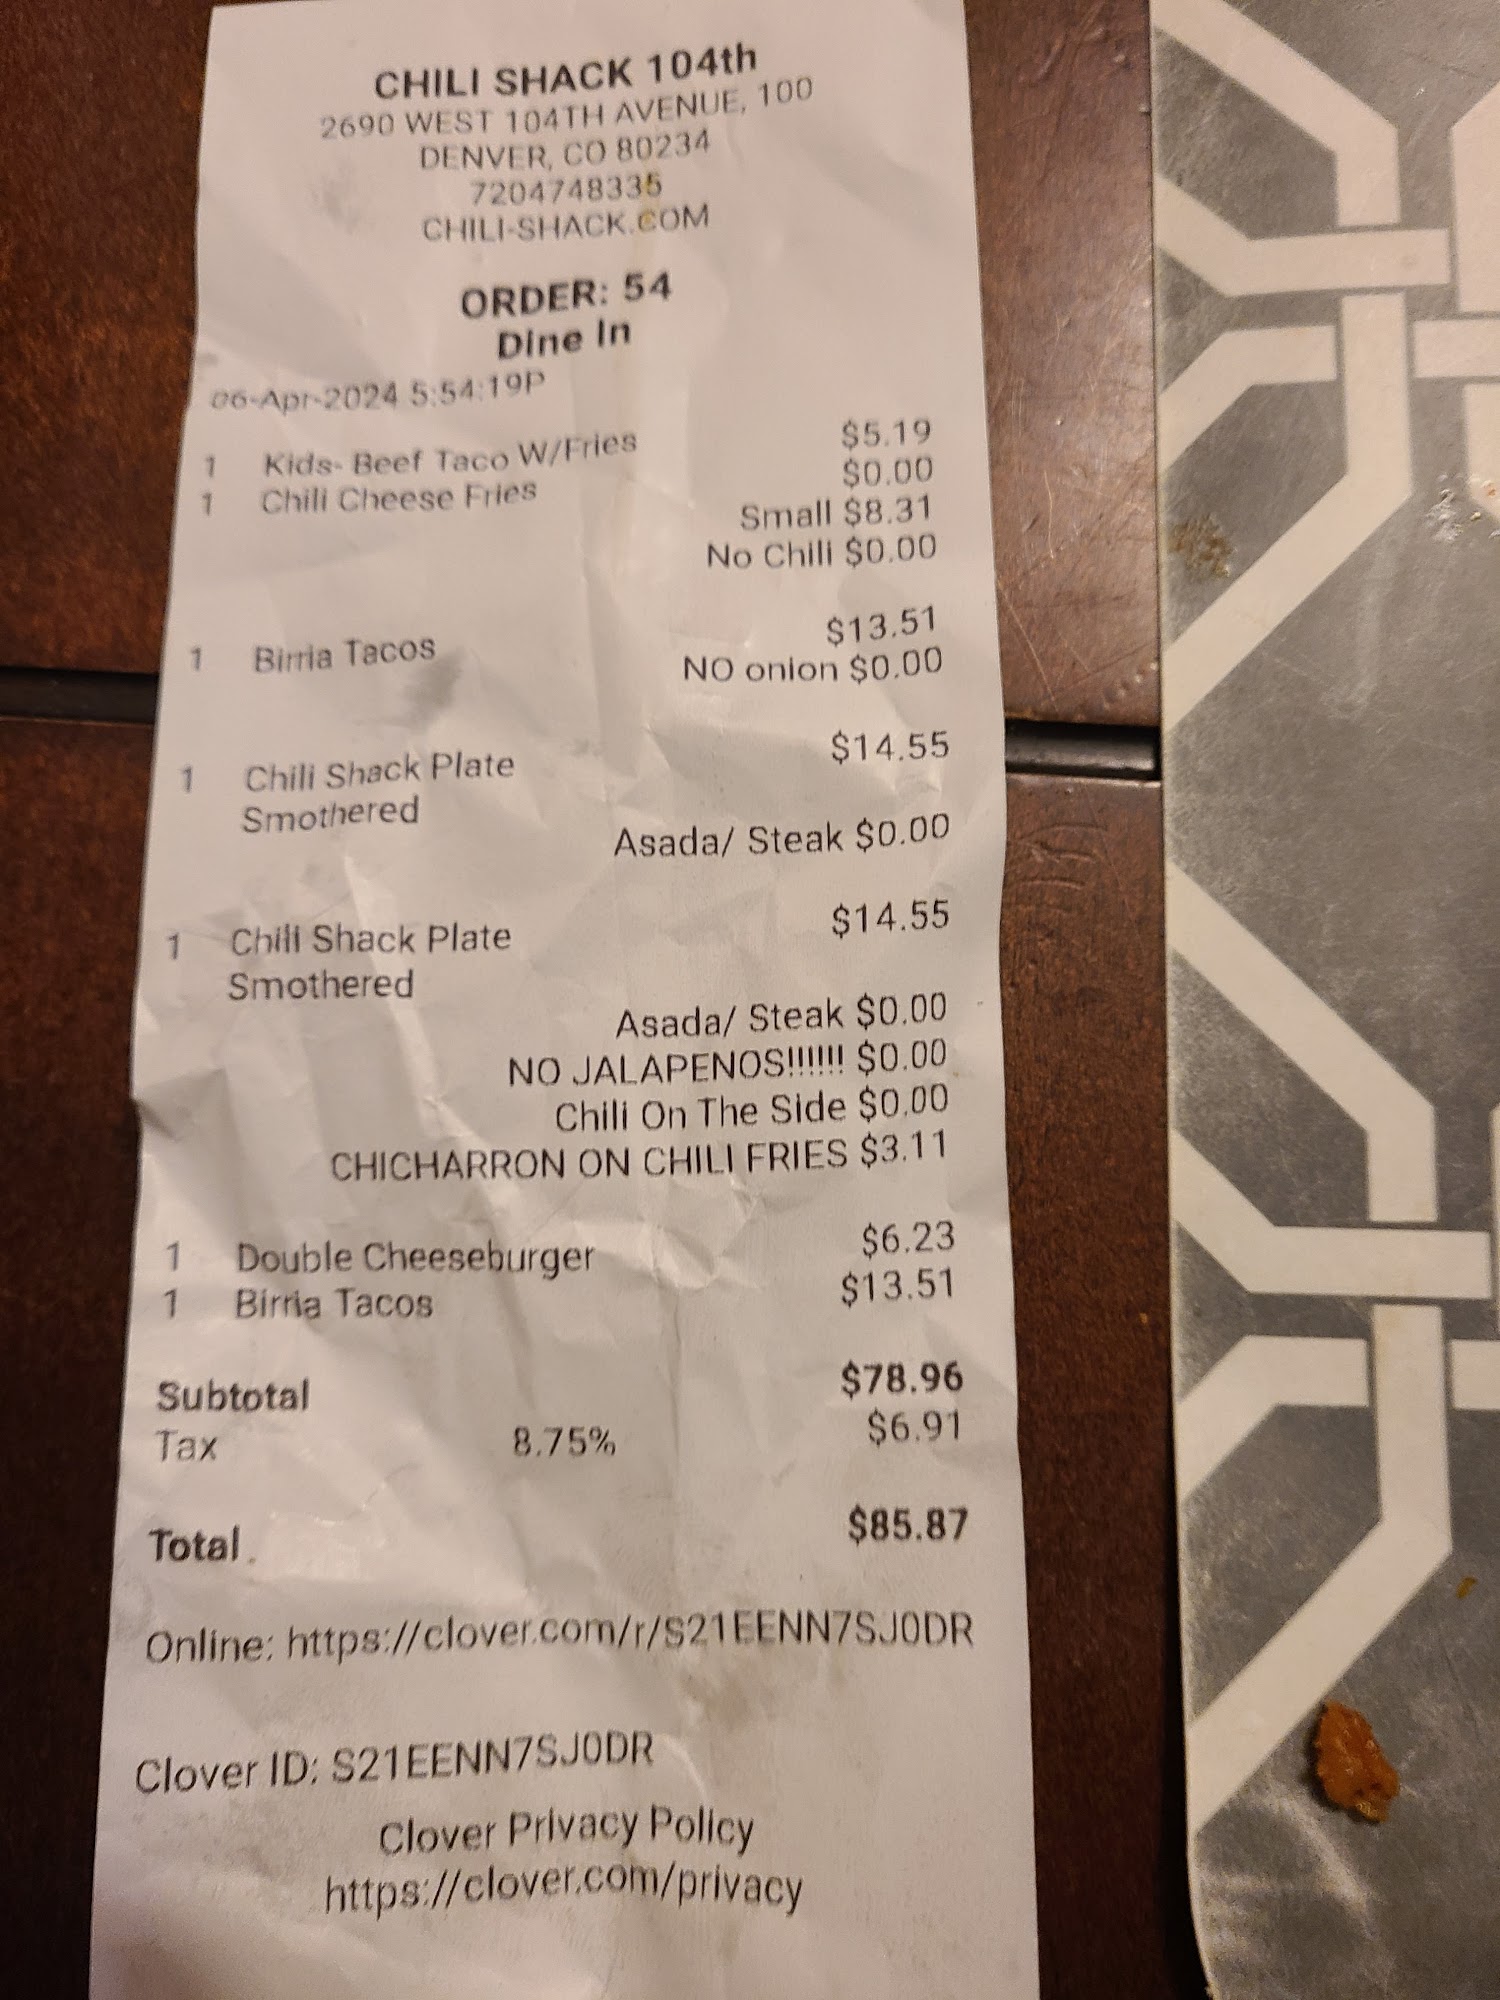 CHILI SHACK 104th
2690 WEST 104TH AVENUE, 100
DENVER, CO 80234
7204748335
CHILI-SHACK.COM
ORDER: 54
Dine In
06-Apr-2024 5:54:19P
1 Kids- Beef Taco W/Fries $5.19
1 Chili Cheese Fries $0.00
Small $8.31
No Chili $0.00
1 Birria Tacos $13.51
NO onion $0.00
1 Chili Shack Plate $14.55
Smothered
Asada/ Steak $0.00
1 Chili Shack Plate $14.55
Smothered
Asada/ Steak $0.00
NO JALAPENOS!!!!!! $0.00
Chili On The Side $0.00
CHICHARRON ON CHILI FRIES $3.11
1 Double Cheeseburger $6.23
1 Birria Tacos $13.51
Subtotal $78.96
Tax 8.75% $6.91
Total $85.87
Online: https://clover.com/r/S21EENN7SJ0DR
Clover ID: S21EENN7SJ0DR
Clover Privacy Policy
https://clover.com/privacy